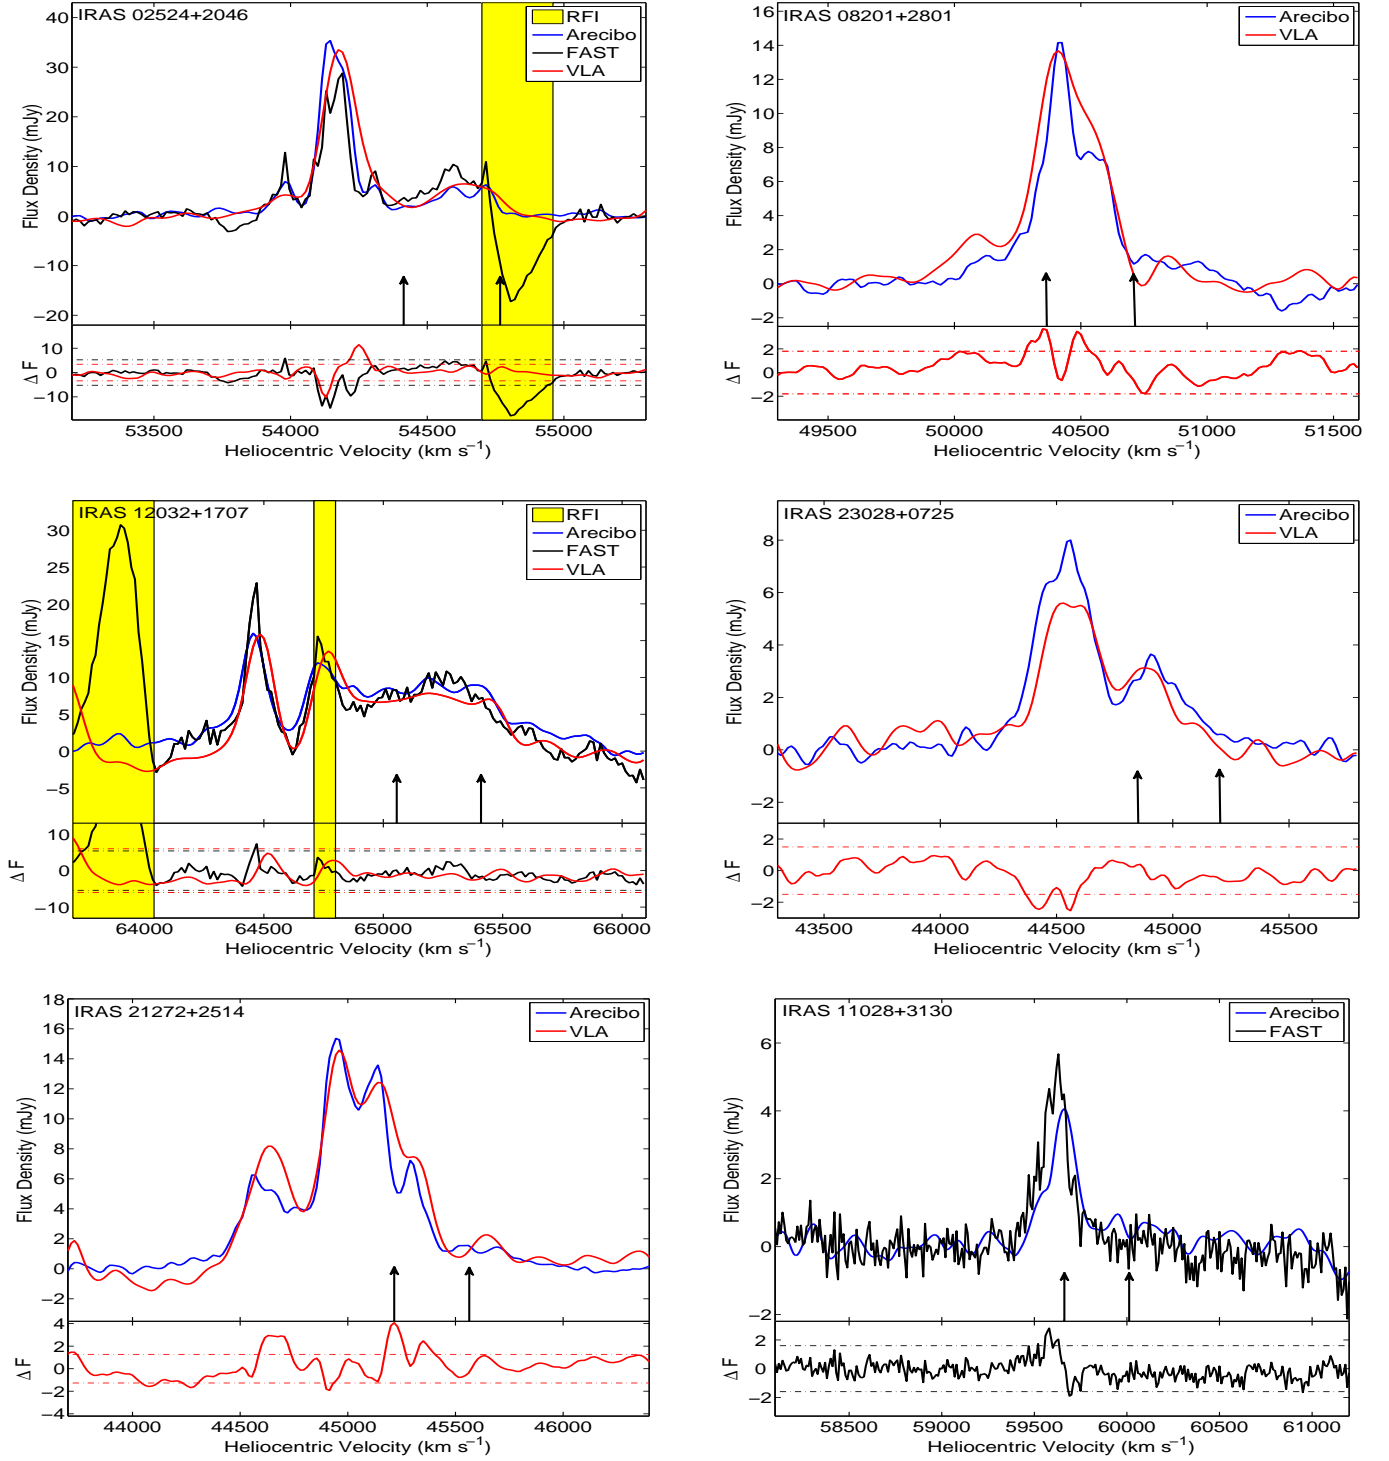 IRAS 02524+2046
RFI
Arecibo
FAST
VLA
40
30
20
10
0
−10
−20
Flux Density (mJy)
10
0
−10
Δ F
53500 54000 54500 55000
Heliocentric Velocity (km s−1)
IRAS 08201+2801
Arecibo
VLA
16
14
12
10
8
6
4
2
0
−2
Flux Density (mJy)
2
0
−2
Δ F
49500 50000 40500 51000 51500
Heliocentric Velocity (km s−1)
IRAS 12032+1707
RFI
Arecibo
FAST
VLA
30
25
20
15
10
5
0
−5
Flux Density (mJy)
10
0
−10
Δ F
64000 64500 65000 65500 66000
Heliocentric Velocity (km s−1)
IRAS 23028+0725
Arecibo
VLA
8
6
4
2
0
−2
Flux Density (mJy)
2
0
−2
Δ F
43500 44000 44500 45000 45500
Heliocentric Velocity (km s−1)
IRAS 21272+2514
Arecibo
VLA
18
16
14
12
10
8
6
4
2
0
−2
Flux Density (mJy)
4
2
0
−2
−4
Δ F
44000 44500 45000 45500 46000
Heliocentric Velocity (km s−1)
IRAS 11028+3130
Arecibo
FAST
6
4
2
0
−2
Flux Density (mJy)
2
0
−2
Δ F
58500 59000 59500 60000 60500 61000
Heliocentric Velocity (km s−1)